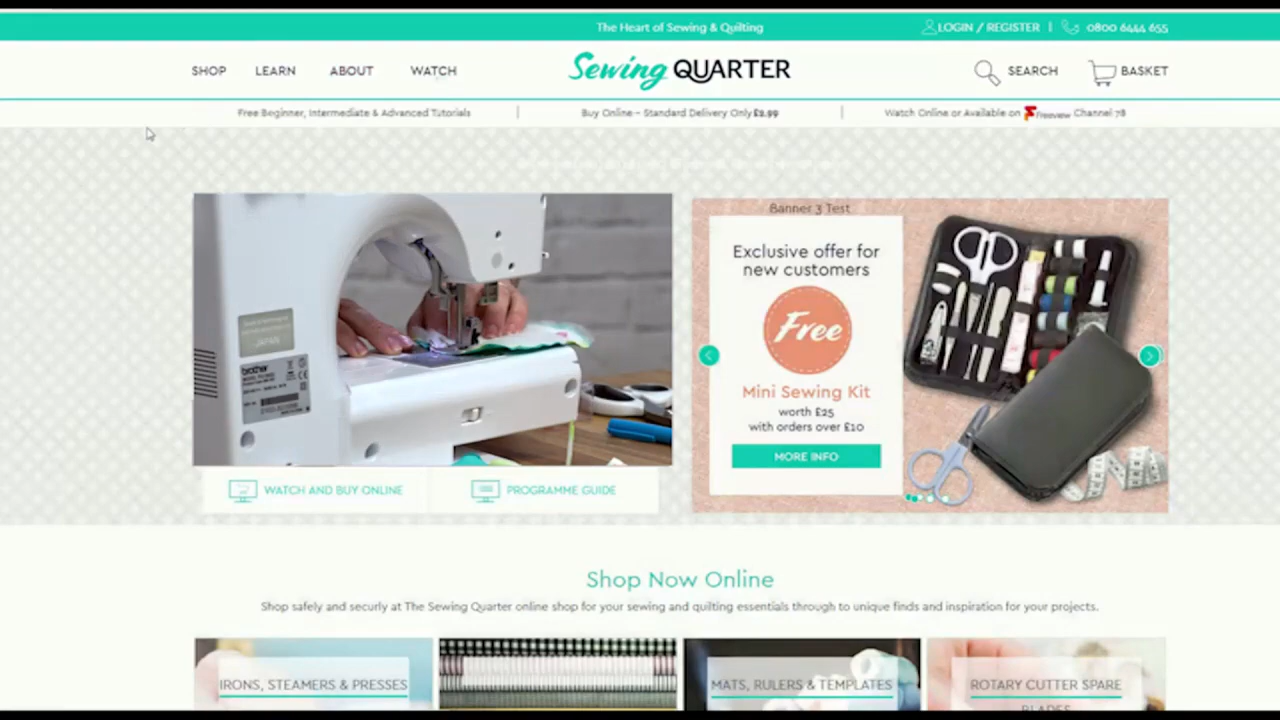 The Heart of Sewing & Quilting
LOGIN / REGISTER | 0800 6444 655
SHOP LEARN ABOUT WATCH
Sewing QUARTER
SEARCH BASKET
Free Beginner, Intermediate & Advanced Tutorials | Buy Online - Standard Delivery Only £2.99 | Watch Online or Available on Freeview Channel 78
JAPAN
brother
Banner 3 Test
Exclusive offer for
new customers
Free
Mini Sewing Kit
worth £25
with orders over £10
MORE INFO
WATCH AND BUY ONLINE
PROGRAMME GUIDE
Shop Now Online
Shop safely and securly at The Sewing Quarter online shop for your sewing and quilting essentials through to unique finds and inspiration for your projects.
IRONS, STEAMERS & PRESSES
MATS, RULERS & TEMPLATES
ROTARY CUTTER SPARE
BLADES